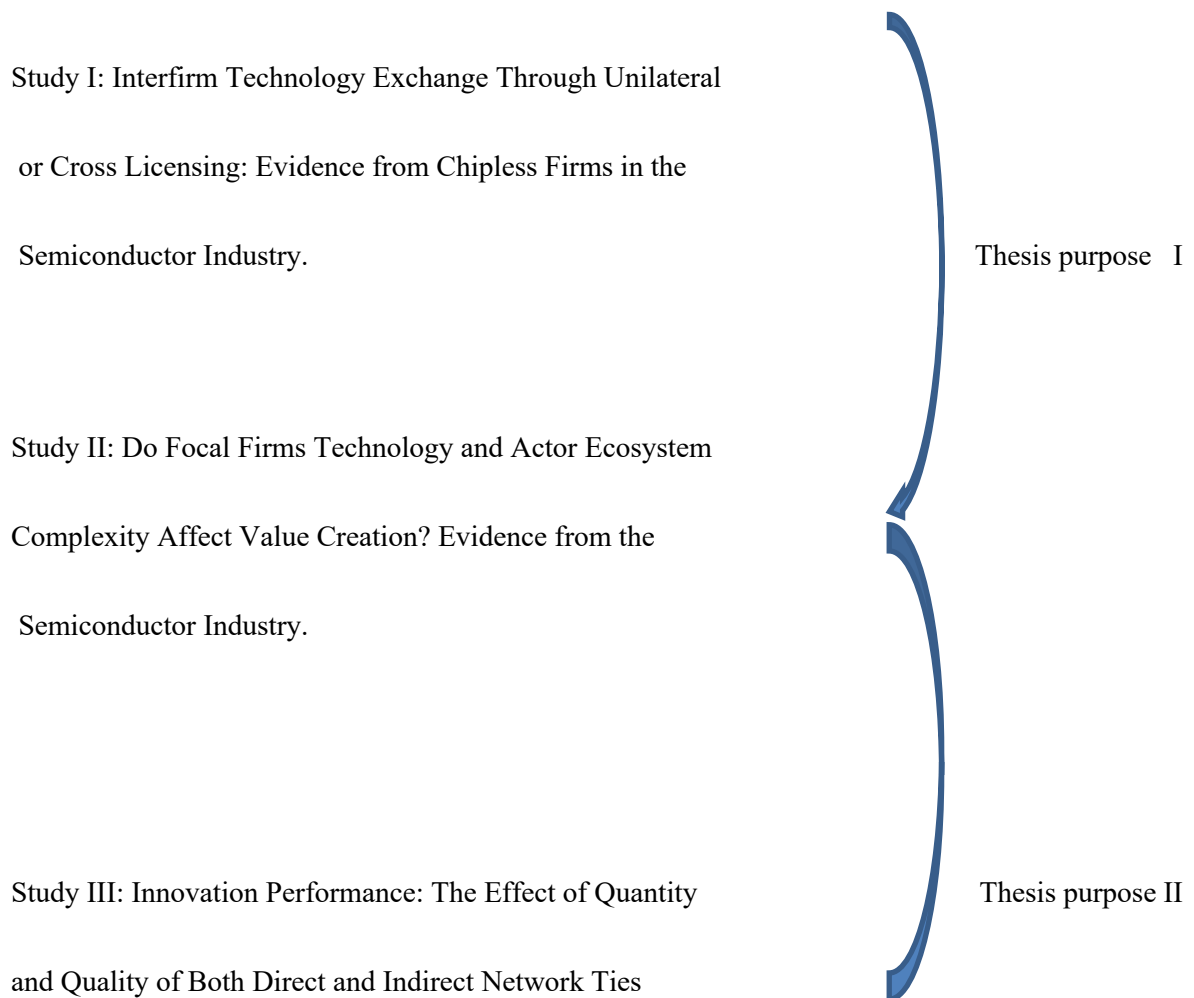 Study I: Interfirm Technology Exchange Through Unilateral
or Cross Licensing: Evidence from Chipless Firms in the
Semiconductor Industry.
Thesis purpose I
Study II: Do Focal Firms Technology and Actor Ecosystem
Complexity Affect Value Creation? Evidence from the
Semiconductor Industry.
Study III: Innovation Performance: The Effect of Quantity
Thesis purpose II
and Quality of Both Direct and Indirect Network Ties